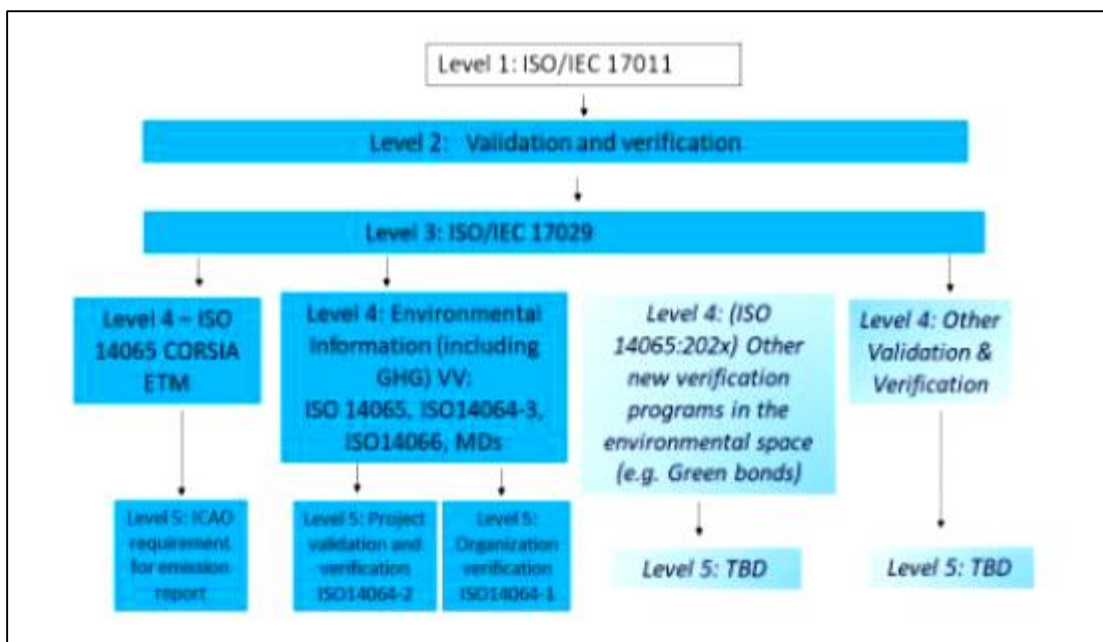 Level 1: ISO/IEC 17011
Level 2: Validation and verification
Level 3: ISO/IEC 17029
Level 4 – ISO
14065 CORSIA
ETM
Level 4: Environmental
Information (including
GHG) VV:
ISO 14065, ISO14064-3,
ISO14066, MDs
Level 4: (ISO
14065:202x) Other
new verification
programs in the
environmental space
(e.g. Green bonds)
Level 4: Other
Validation &
Verification
Level 5: ICAO
requirement
for emission
report
Level 5: Project
validation and
verification
ISO14064-2
Level 5:
Organization
verification
ISO14064-1
Level 5: TBD
Level 5: TBD